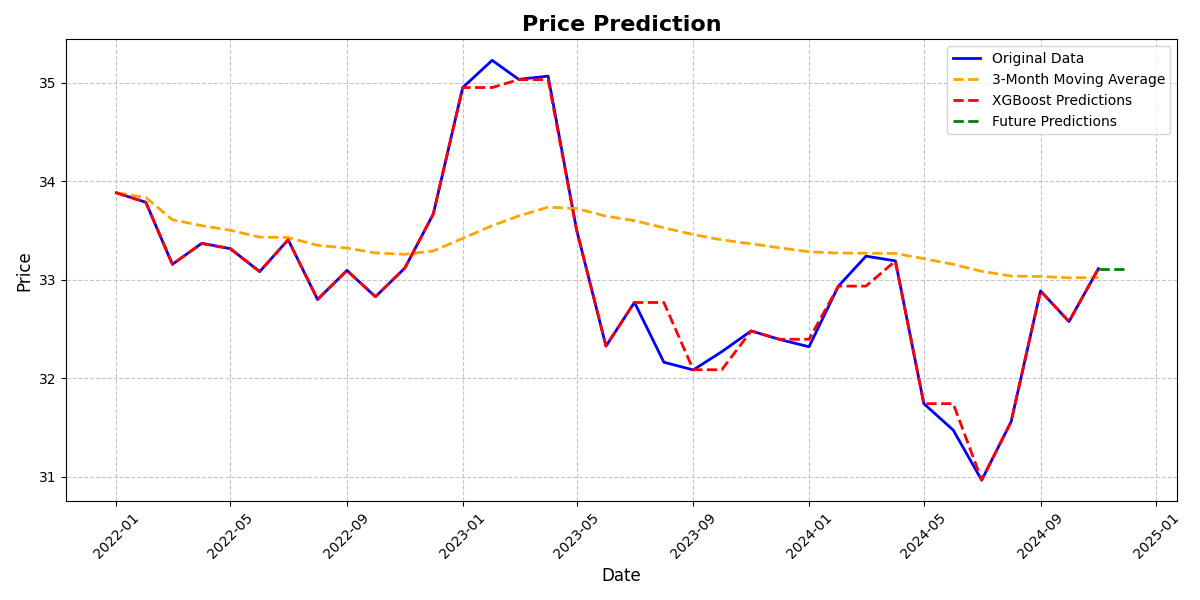 Price Prediction
Original Data
3-Month Moving Average
XGBoost Predictions
Future Predictions
Price
35
34
33
32
31
2022-01
2022-05
2022-09
2023-01
2023-05
2023-09
2024-01
2024-05
2024-09
2025-01
Date